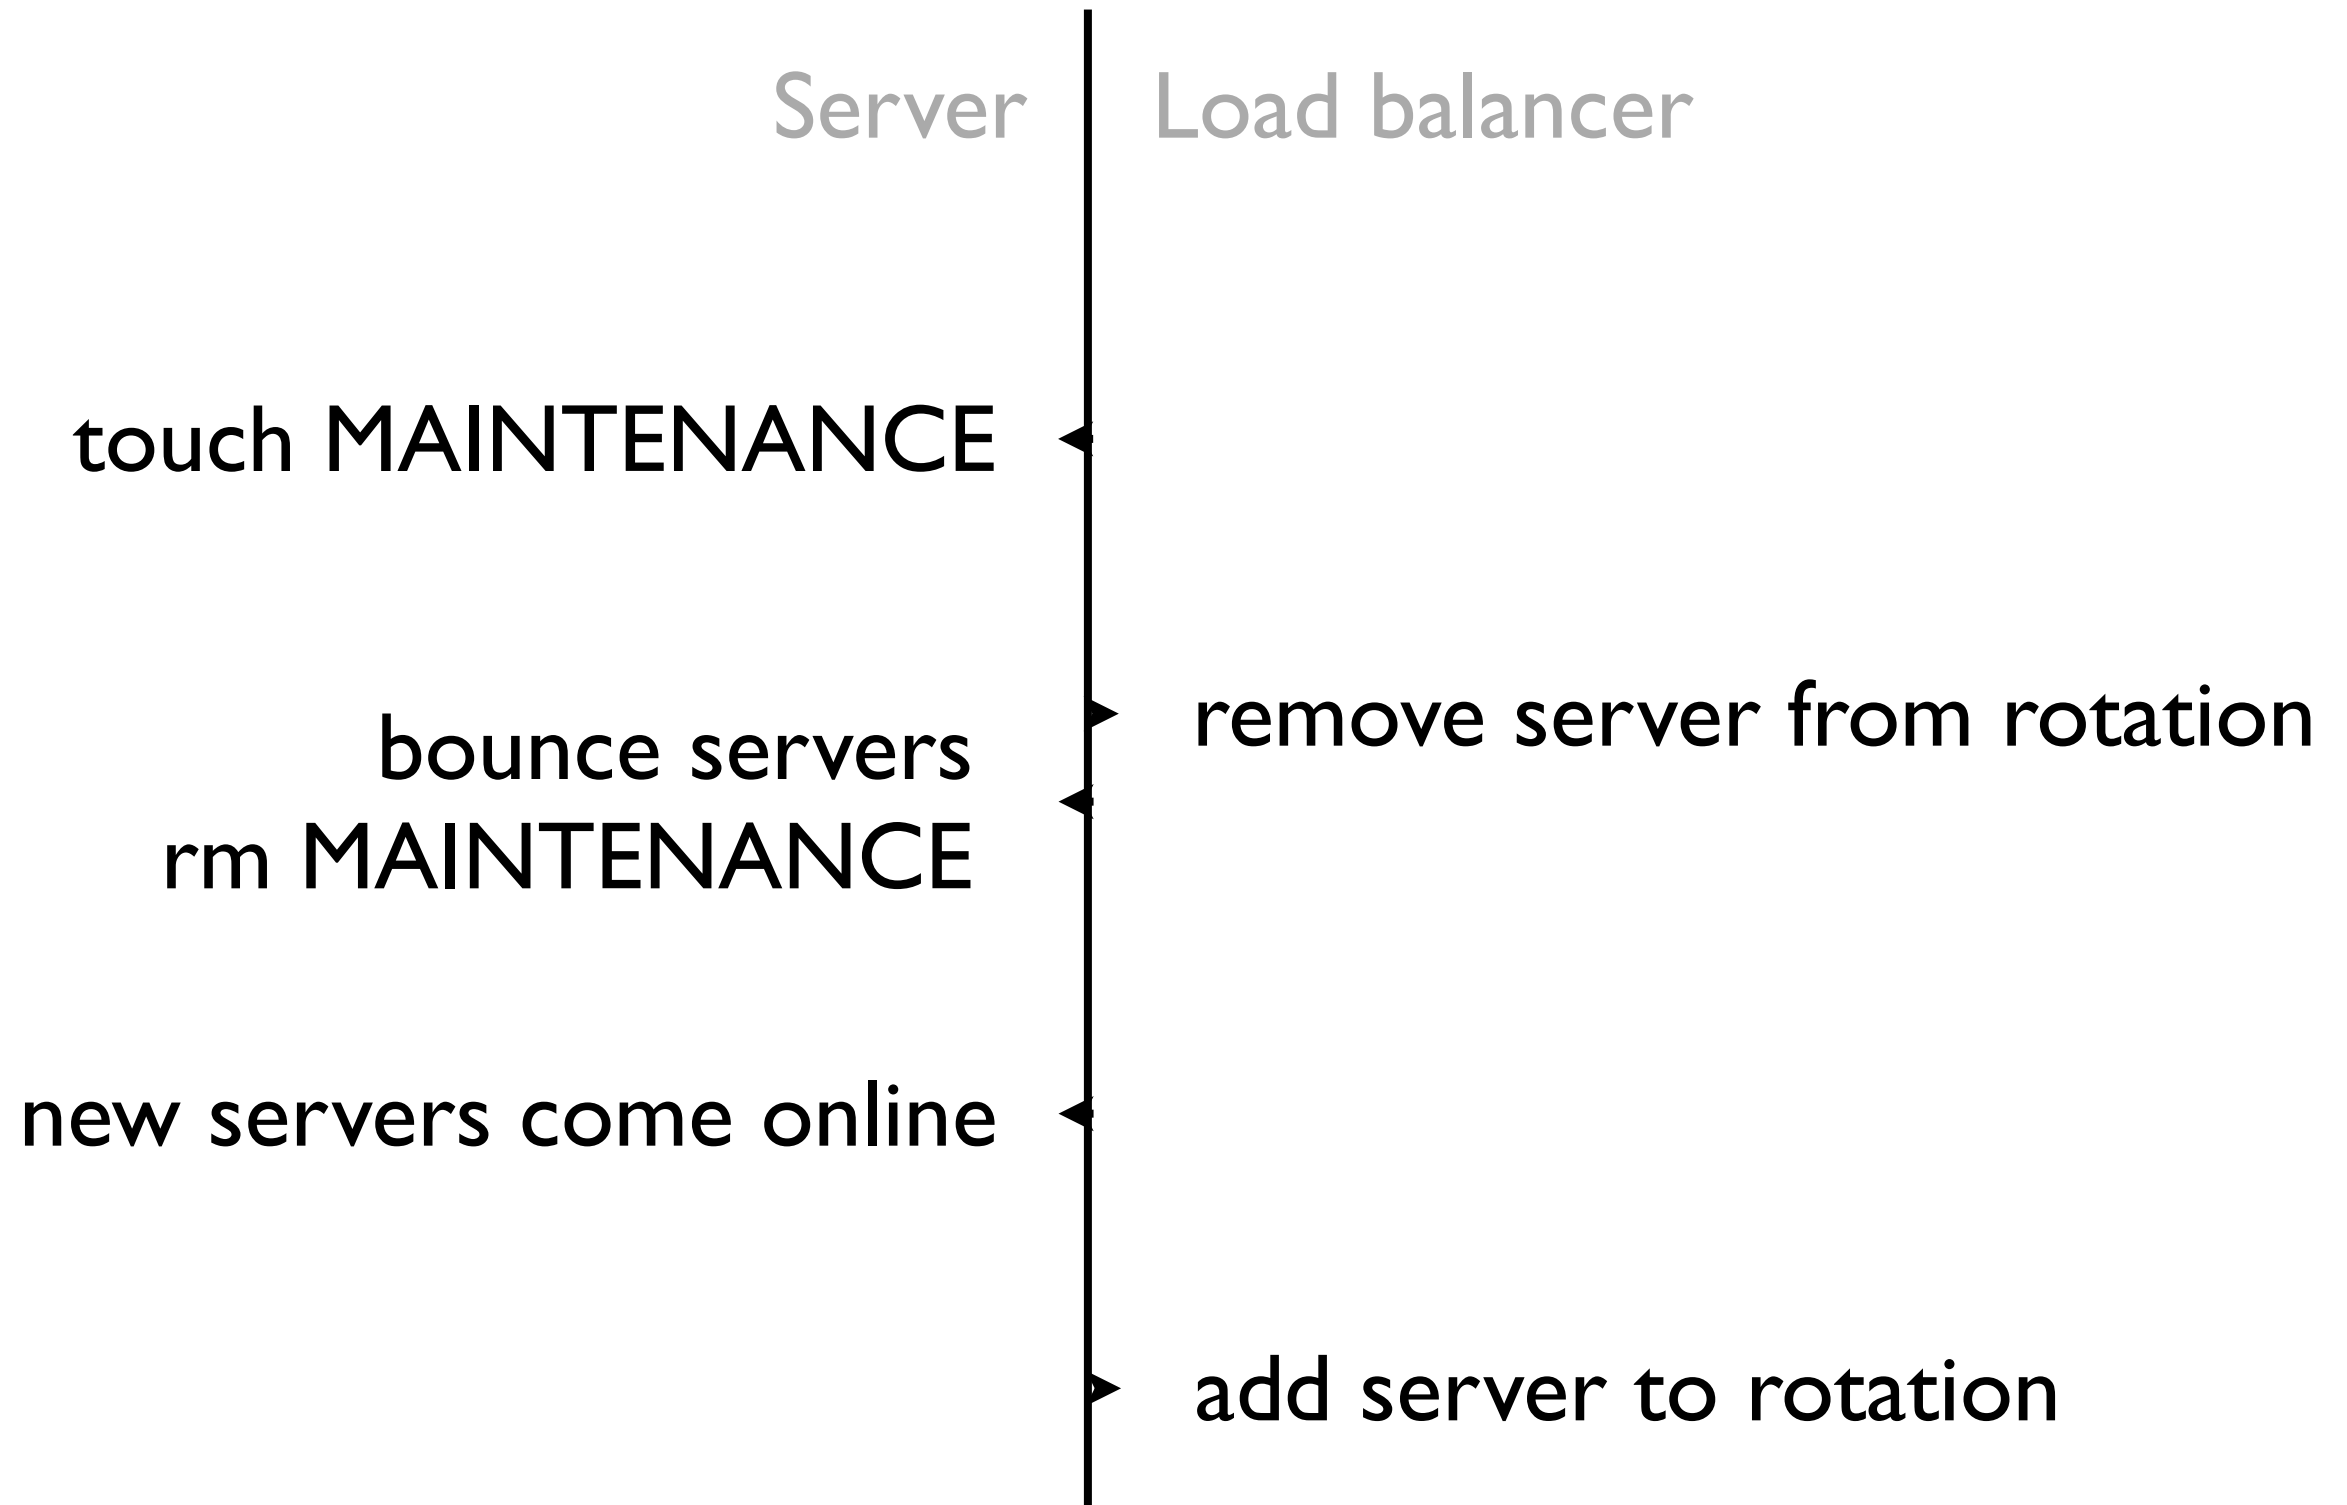 Server
Load balancer
touch MAINTENANCE
remove server from rotation
bounce servers
rm MAINTENANCE
new servers come online
add server to rotation